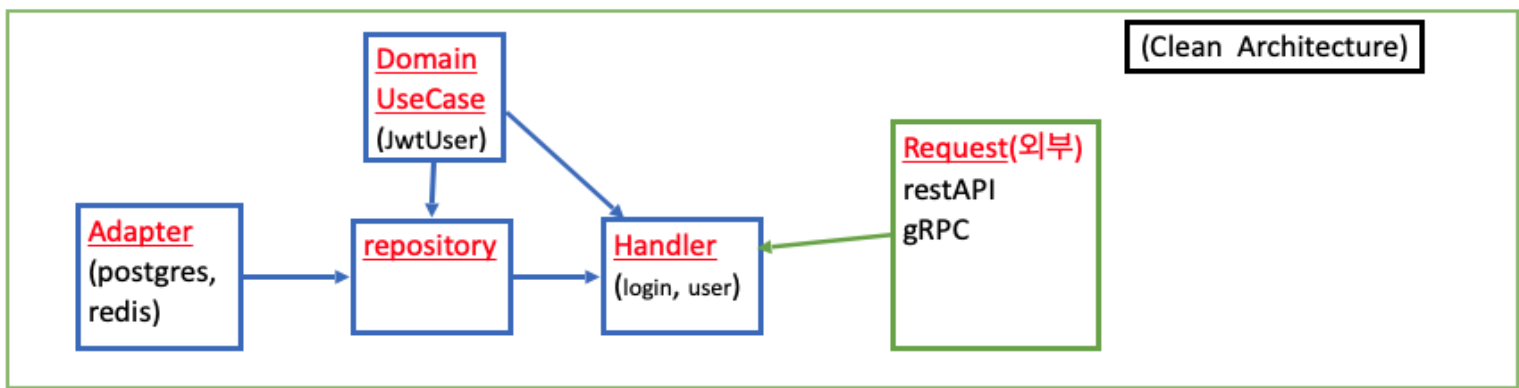 (Clean Architecture)
Domain
UseCase
(JwtUser)
Request(외부)
restAPI
gRPC
Adapter
(postgres,
redis)
repository
Handler
(login, user)